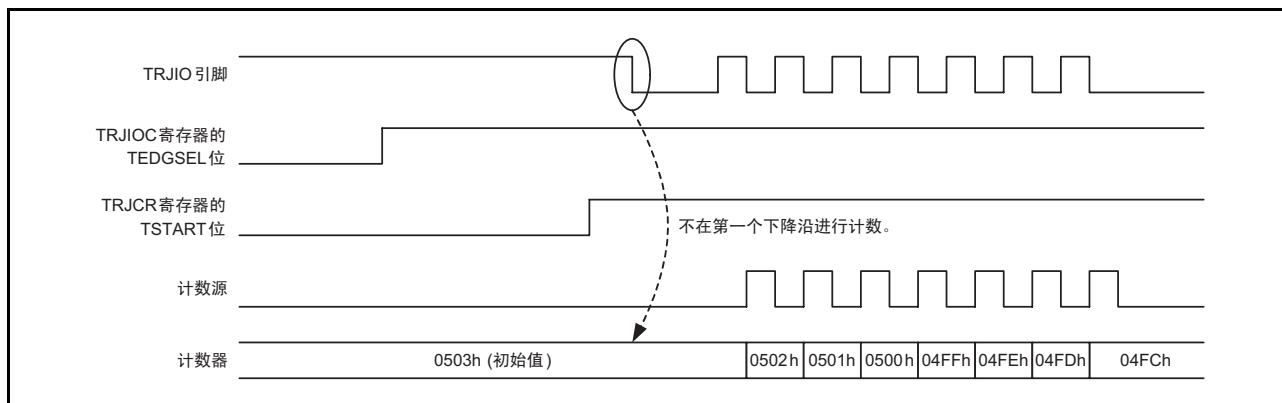 TRJIO 引脚
TRJIOC寄存器的
TEDGSEL位
TRJCR寄存器的
TSTART位
不在第一个下降沿进行计数。
计数源
计数器
0503h (初始值)
0502h
0501h
0500h
04FFh
04FEh
04FDh
04FCh